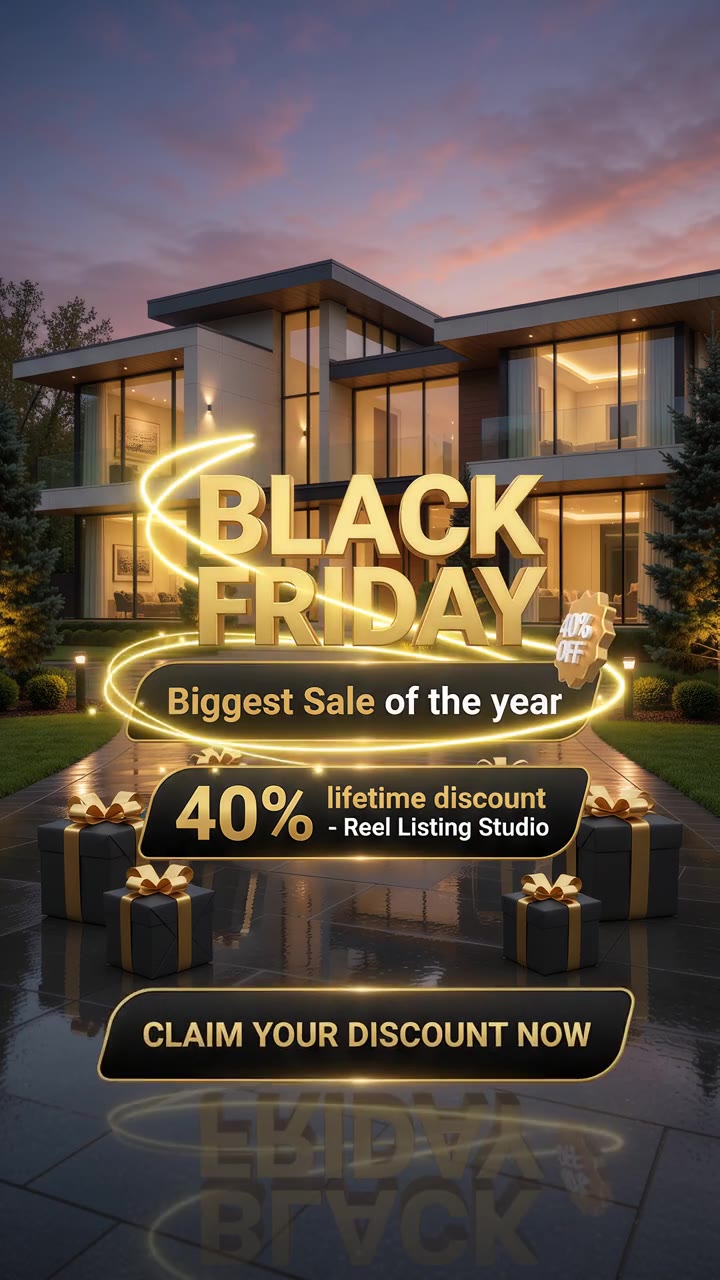 BLACK
FRIDAY
40%
OFF
Biggest Sale of the year
40% lifetime discount
- Reel Listing Studio
CLAIM YOUR DISCOUNT NOW